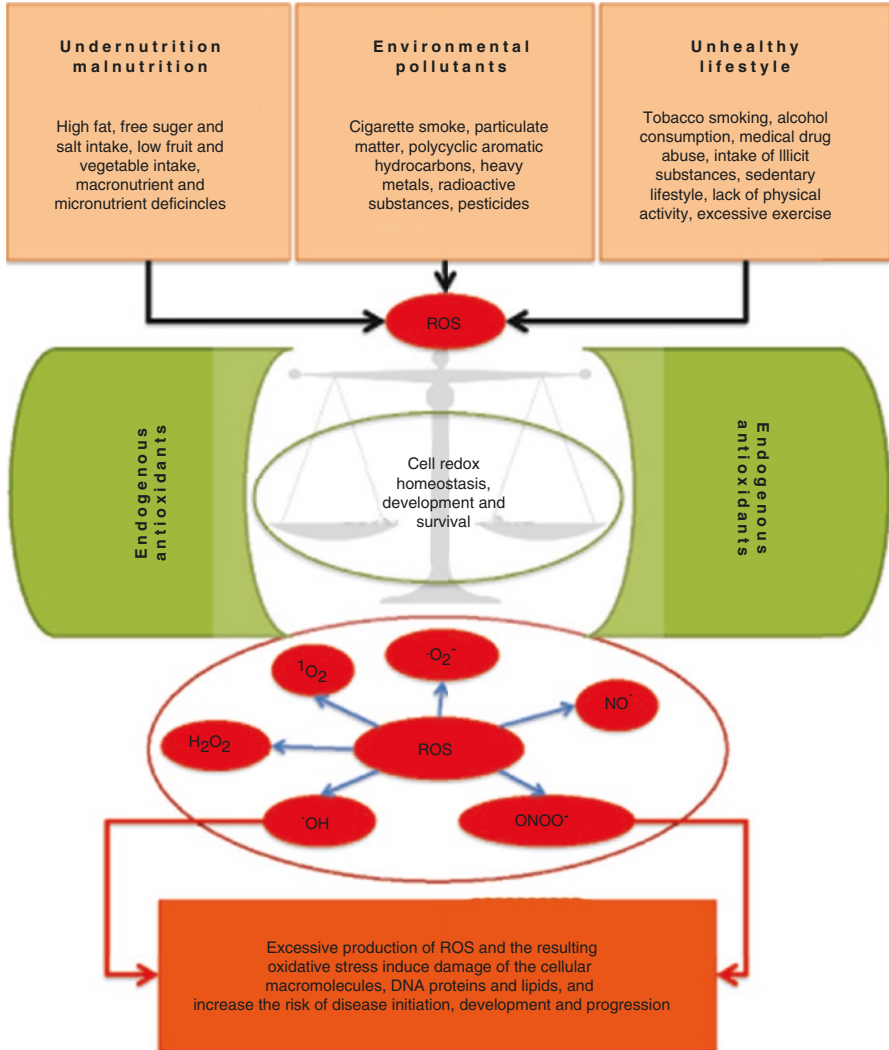 Undernutrition
malnutrition
High fat, free suger and
salt intake, low fruit and
vegetable intake,
macronutrient and
micronutrient deficincles
Environmental
pollutants
Cigarette smoke, particulate
matter, polycyclic aromatic
hydrocarbons, heavy
metals, radioactive
substances, pesticides
Unhealthy
lifestyle
Tobacco smoking, alcohol
consumption, medical drug
abuse, intake of Illicit
substances, sedentary
lifestyle, lack of physical
activity, excessive exercise
ROS
Endogenous
antioxidants
Cell redox
homeostasis,
development and
survival
Endogenous
antioxidants
¹O₂
·O₂⁻
NO˙
H₂O₂
ROS
˙OH
ONOO⁻
Excessive production of ROS and the resulting
oxidative stress induce damage of the cellular
macromolecules, DNA proteins and lipids, and
increase the risk of disease initiation, development and progression